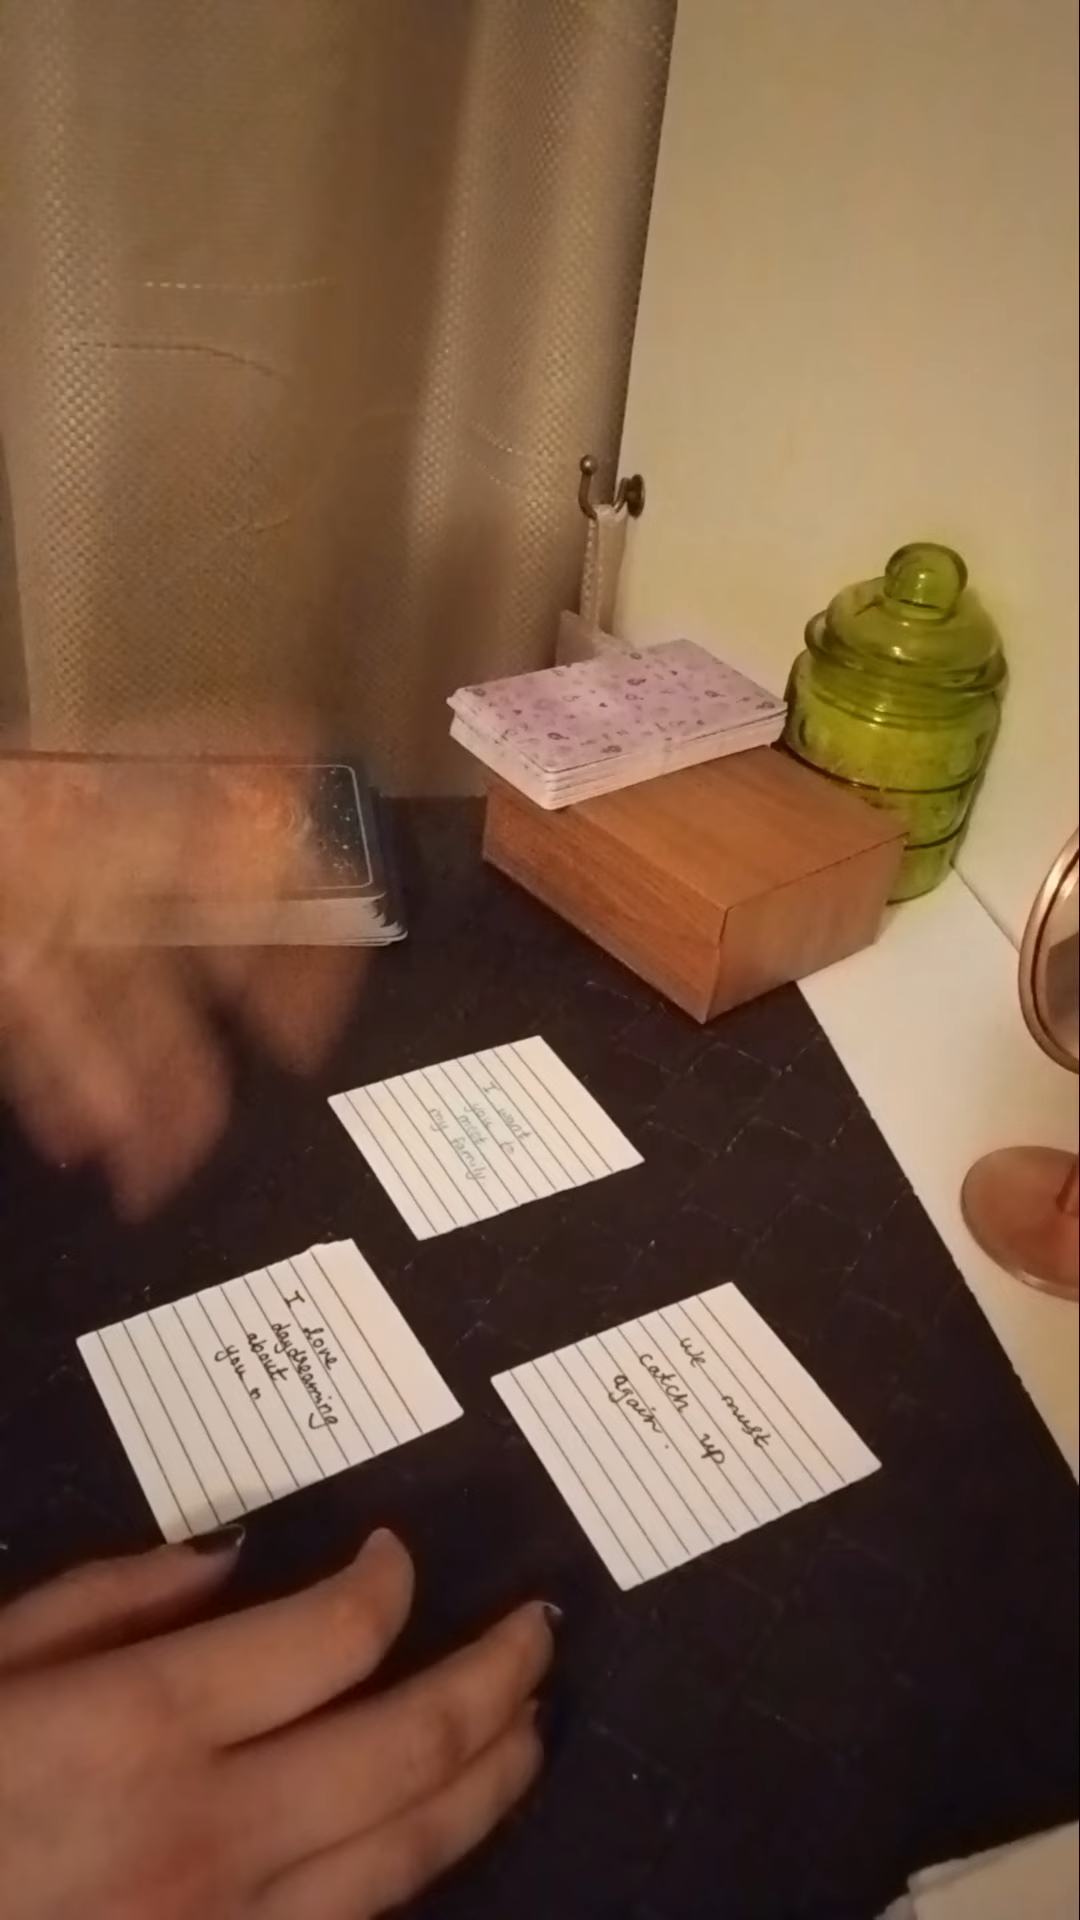 I want
you to
meet
my family
I love
daydreaming
about
you
we must
catch up
again.